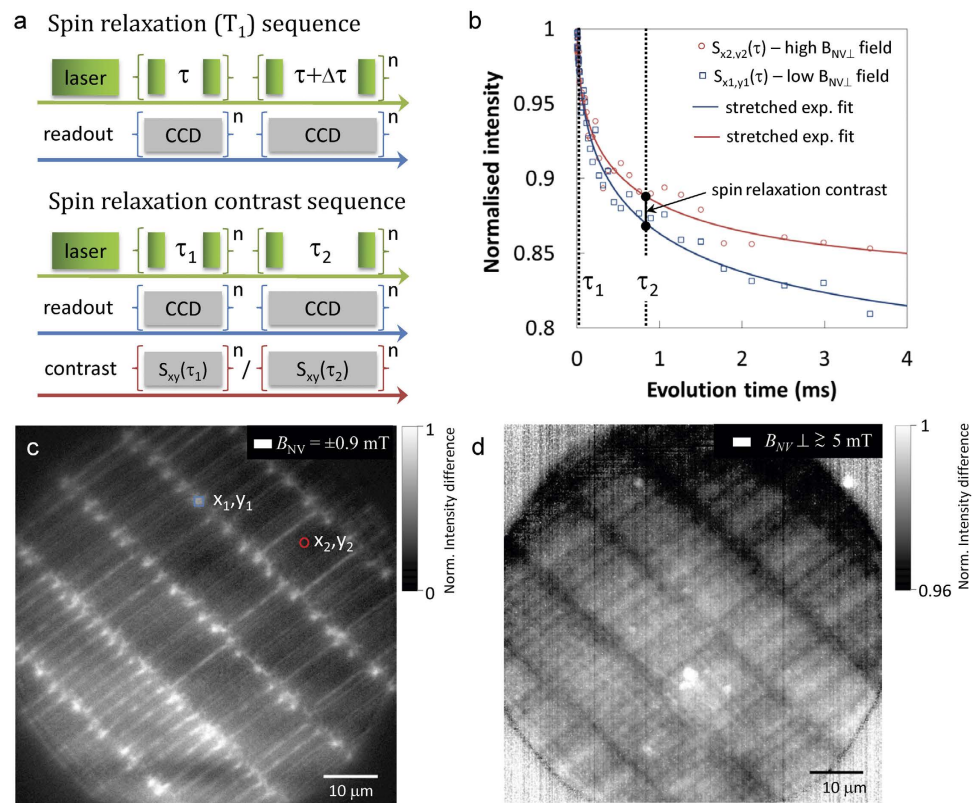 a
Spin relaxation (T₁) sequence
laser
τ
τ+Δτ
n
readout
CCD
n
CCD
n
Spin relaxation contrast sequence
laser
τ₁
n
τ₂
n
readout
CCD
n
CCD
n
contrast
Sxy(τ₁)
n
/
Sxy(τ₂)
n
b
Normalised intensity
1
0.95
0.9
0.85
0.8
Sx2,v2(τ) – high BNV⊥ field
Sx1,y1(τ) – low BNV⊥ field
stretched exp. fit
stretched exp. fit
spin relaxation contrast
τ₁
τ₂
0
1
2
3
4
Evolution time (ms)
c
BNV = ±0.9 mT
x₁,y₁
x₂,y₂
10 μm
1
0
Norm. Intensity difference
d
BNV ⊥ ≳ 5 mT
10 μm
1
0.96
Norm. Intensity difference